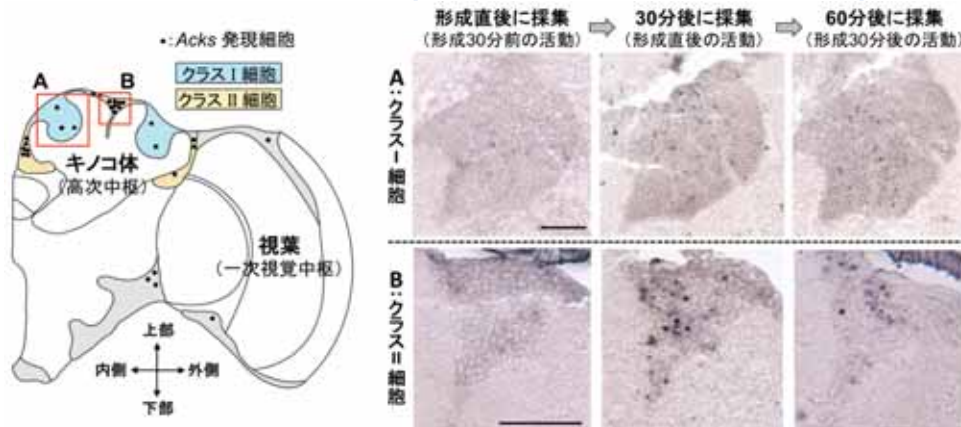 •:Acks 発現細胞
クラスⅠ細胞
クラスⅡ細胞
A
B
キノコ体
(高次中枢)
視葉
(一次視覚中枢)
上部
内側
外側
下部
形成直後に採集
(形成30分前の活動)
30分後に採集
(形成直後の活動)
60分後に採集
(形成30分後の活動)
A:クラスⅠ細胞
B:クラスⅡ細胞